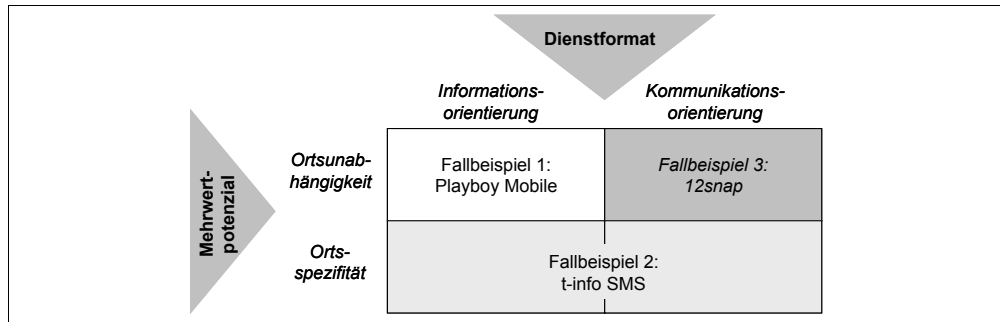 Dienstformat
Informations-
orientierung
Kommunikations-
orientierung
Mehrwert-
potenzial
Ortsunab-
hängigkeit
Fallbeispiel 1:
Playboy Mobile
Fallbeispiel 3:
12snap
Orts-
spezifität
Fallbeispiel 2:
t-info SMS